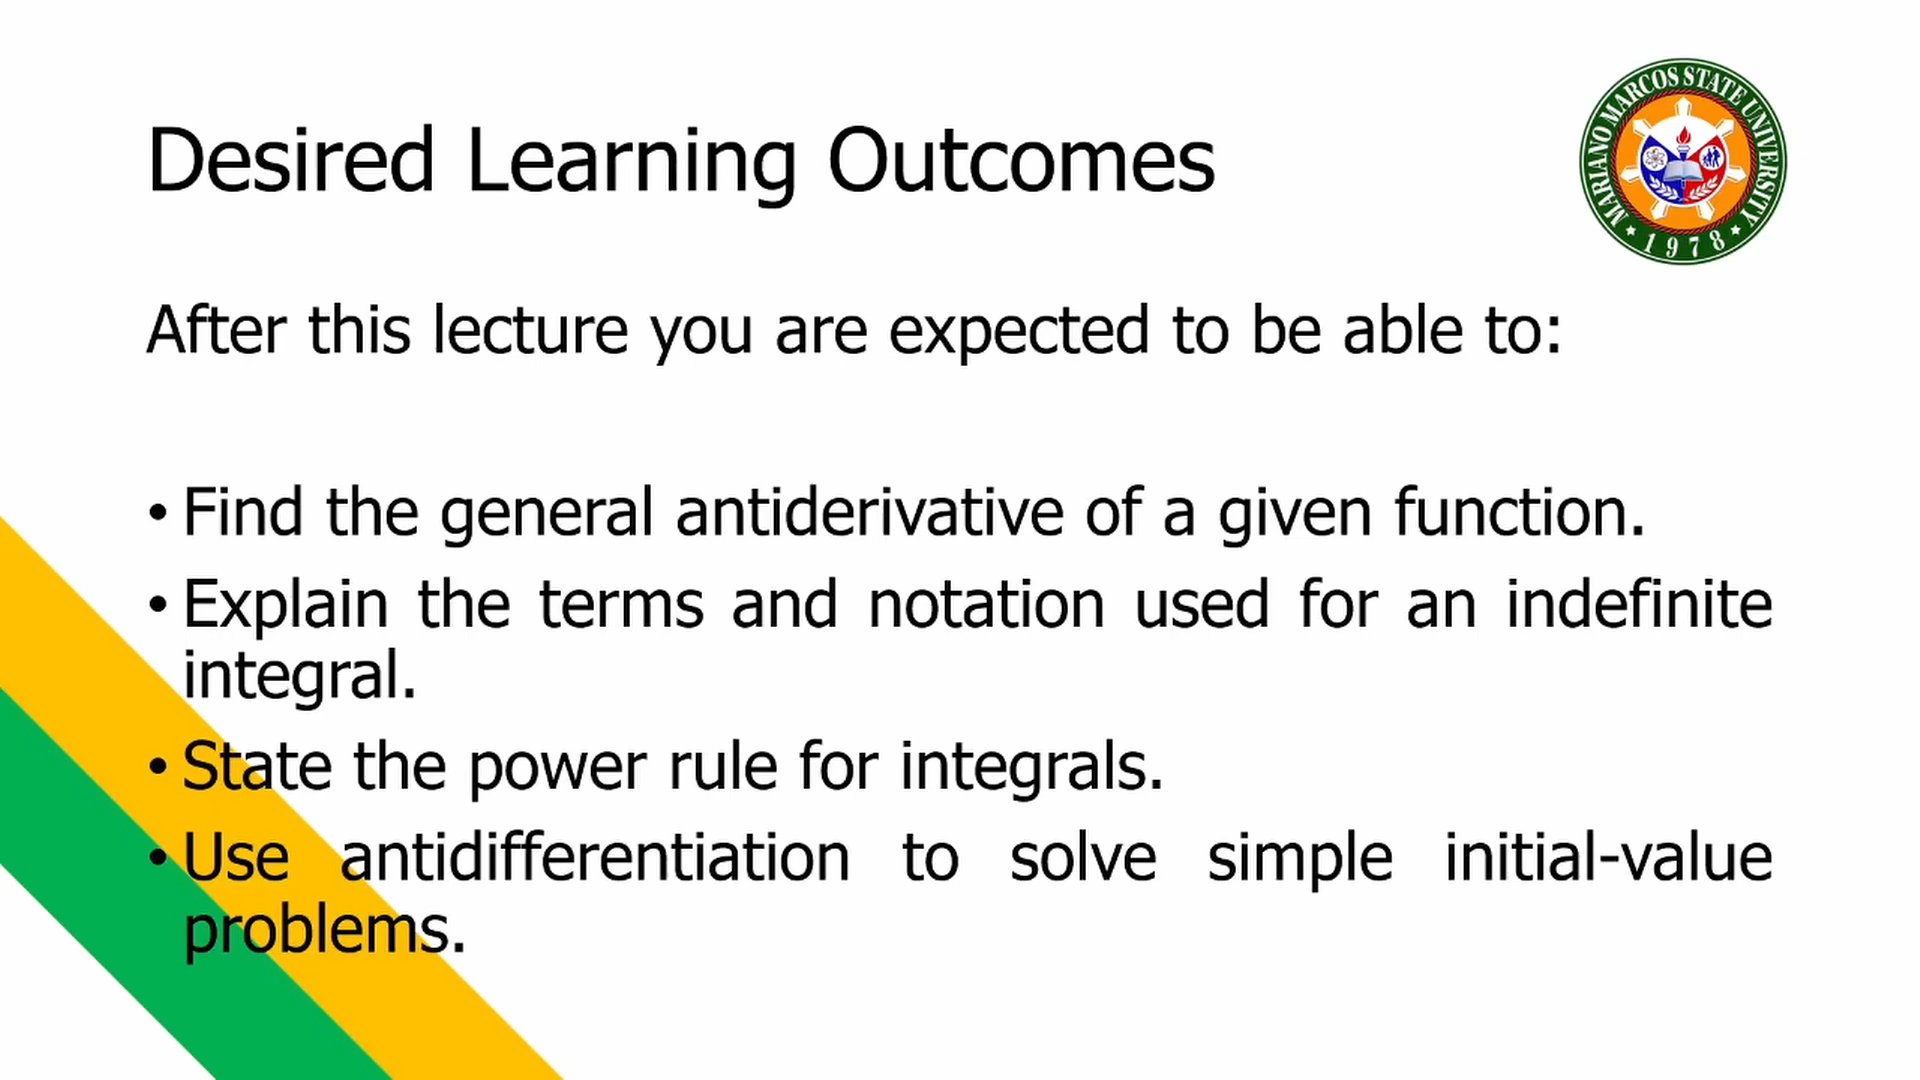 Desired Learning Outcomes
MARIANO MARCOS STATE UNIVERSITY
1978
After this lecture you are expected to be able to:
• Find the general antiderivative of a given function.
• Explain the terms and notation used for an indefinite
integral.
• State the power rule for integrals.
• Use antidifferentiation to solve simple initial-value
problems.